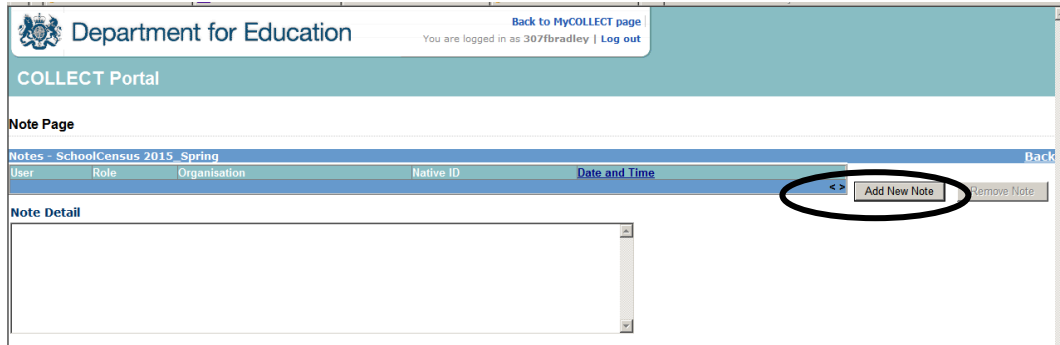 Department for Education
Back to MyCOLLECT page
You are logged in as 307fbradley | Log out
COLLECT Portal
Note Page
Notes - SchoolCensus 2015_Spring Back
User Role Organisation Native ID Date and Time
< > Add New Note Remove Note
Note Detail